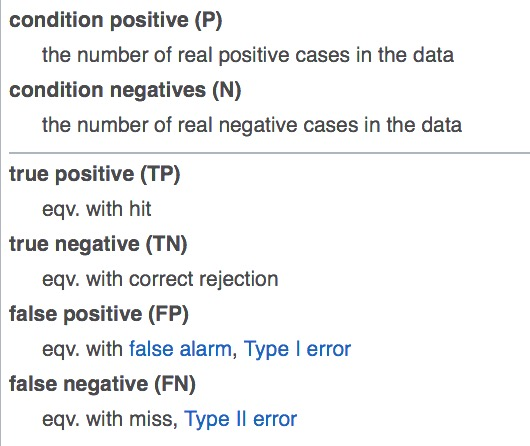 condition positive (P)
the number of real positive cases in the data
condition negatives (N)
the number of real negative cases in the data
true positive (TP)
eqv. with hit
true negative (TN)
eqv. with correct rejection
false positive (FP)
eqv. with false alarm, Type I error
false negative (FN)
eqv. with miss, Type II error